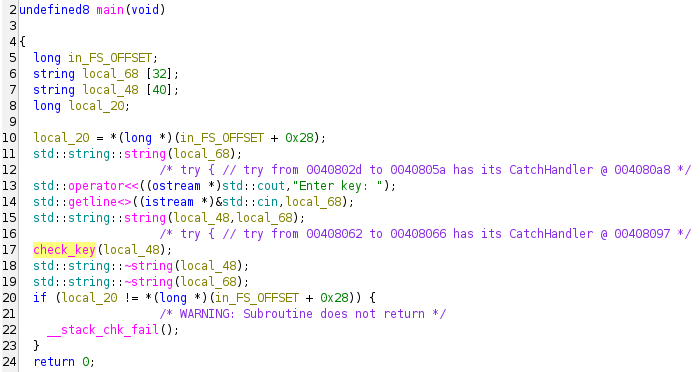 2 undefined8 main(void)
3
4 {
5 long in_FS_OFFSET;
6 string local_68 [32];
7 string local_48 [40];
8 long local_20;
9
10 local_20 = *(long *)(in_FS_OFFSET + 0x28);
11 std::string::string(local_68);
12 /* try { // try from 0040802d to 0040805a has its CatchHandler @ 004080a8 */
13 std::operator<<((ostream *)std::cout,"Enter key: ");
14 std::getline<>((istream *)&std::cin,local_68);
15 std::string::string(local_48,local_68);
16 /* try { // try from 00408062 to 00408066 has its CatchHandler @ 00408097 */
17 check_key(local_48);
18 std::string::~string(local_48);
19 std::string::~string(local_68);
20 if (local_20 != *(long *)(in_FS_OFFSET + 0x28)) {
21 /* WARNING: Subroutine does not return */
22 __stack_chk_fail();
23 }
24 return 0;